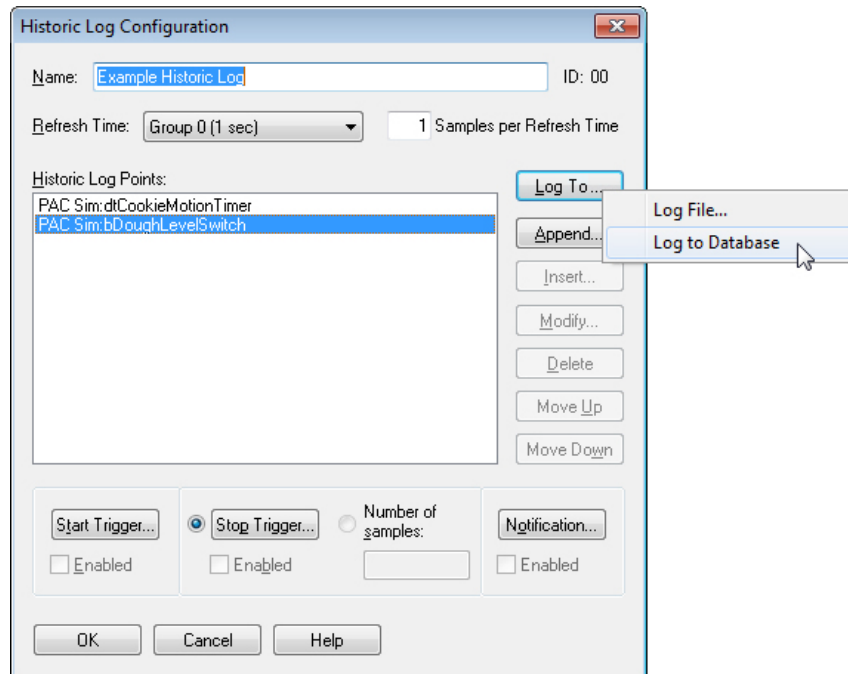 Historic Log Configuration
Name: Example Historic Log ID: 00
Refresh Time: Group 0 (1 sec) 1 Samples per Refresh Time
Historic Log Points:
PAC Sim:dtCookieMotionTimer
PAC Sim:bDoughLevelSwitch
Log To...
Log File...
Append...
Log to Database
Insert...
Modify...
Delete
Move Up
Move Down
Start Trigger... Stop Trigger... Number of
samples:
Notification...
Enabled Enabled Enabled
OK Cancel Help